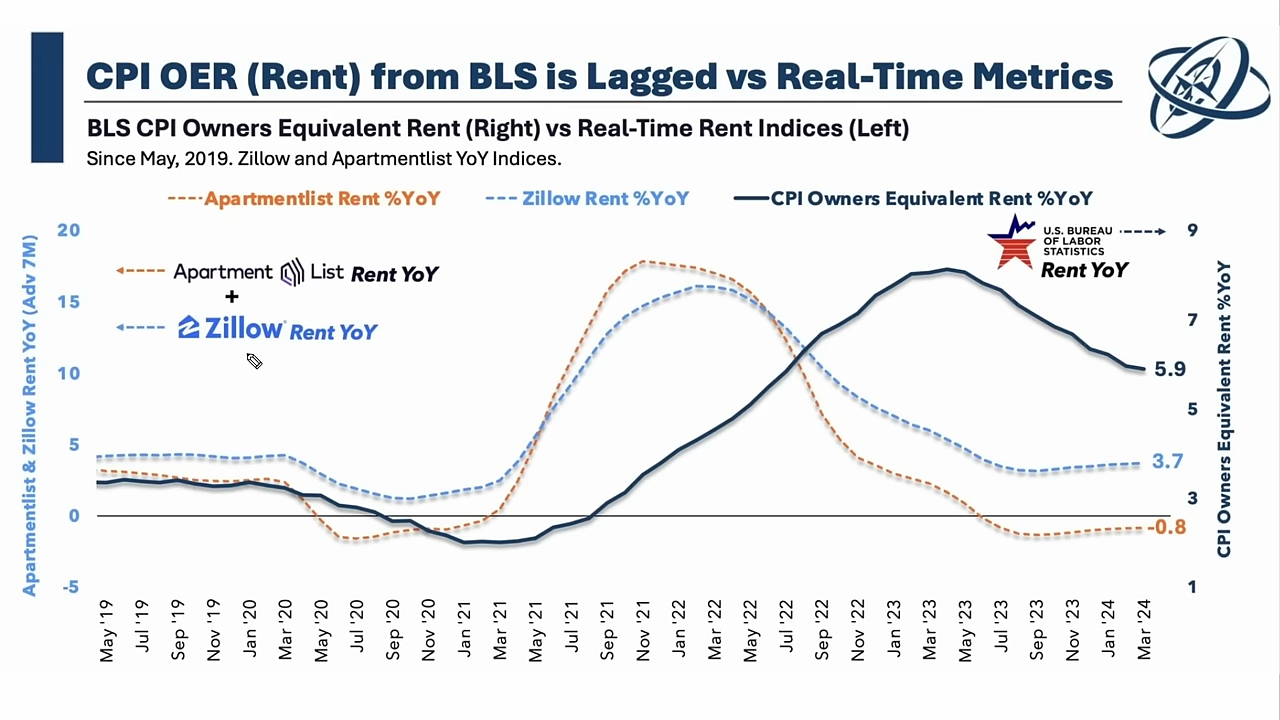 CPI OER (Rent) from BLS is Lagged vs Real-Time Metrics
BLS CPI Owners Equivalent Rent (Right) vs Real-Time Rent Indices (Left)
Since May, 2019. Zillow and Apartmentlist YoY Indices.
Apartmentlist Rent %YoY
Zillow Rent %YoY
CPI Owners Equivalent Rent %YoY
Apartment List Rent YoY
+
Zillow Rent YoY
U.S. BUREAU
OF LABOR
STATISTICS
Rent YoY
Apartmentlist & Zillow Rent YoY (Adv 7M)
20
15
10
5
0
-5
CPI Owners Equivalent Rent %YoY
9
7
5
3
1
5.9
3.7
-0.8
May '19
Jul '19
Sep '19
Nov '19
Jan '20
Mar '20
May '20
Jul '20
Sep '20
Nov '20
Jan '21
Mar '21
May '21
Jul '21
Sep '21
Nov '21
Jan '22
Mar '22
May '22
Jul '22
Sep '22
Nov '22
Jan '23
Mar '23
May '23
Jul '23
Sep '23
Nov '23
Jan '24
Mar '24